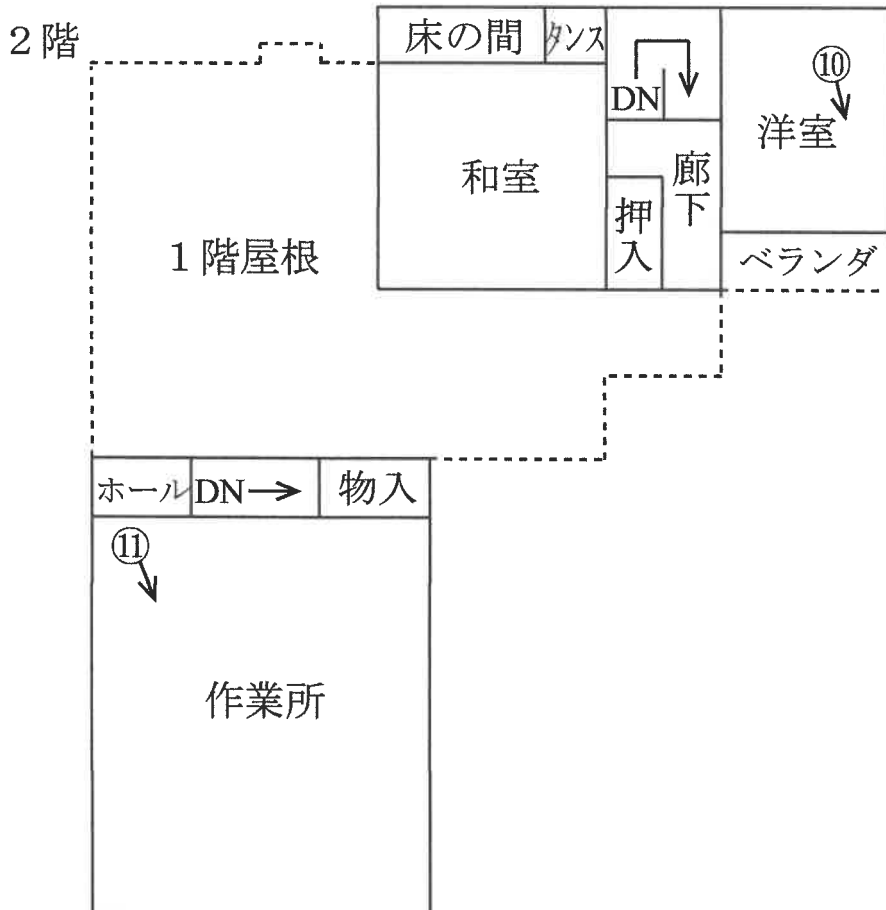 2階
床の間
タンス
DN
⑩
洋室
和室
廊下
押入
1階屋根
ベランダ
ホール
DN
物入
⑪
作業所